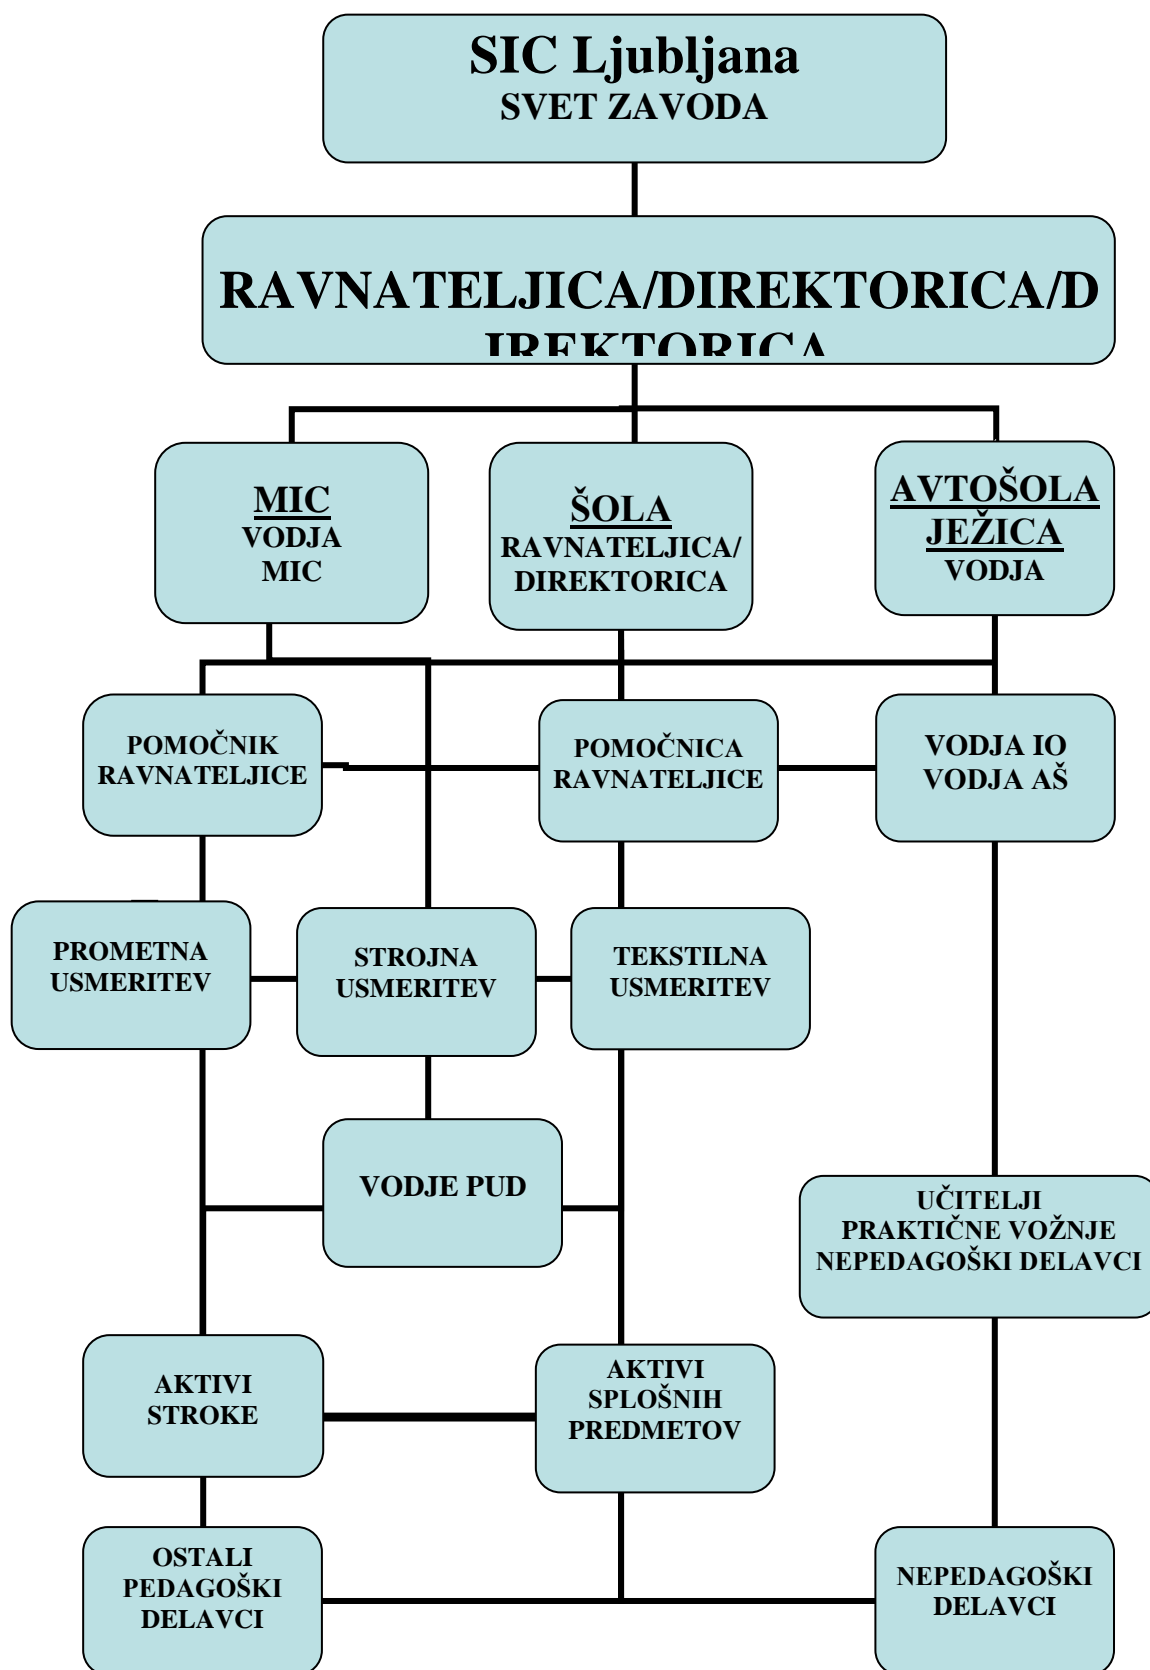 SIC Ljubljana
SVET ZAVODA
RAVNATELJICA/DIREKTORICA/D
IREKTORICA
MIC
VODJA
MIC
ŠOLA
RAVNATELJICA/
DIREKTORICA
AVTOŠOLA
JEŽICA
VODJA
POMOČNIK
RAVNATELJICE
POMOČNICA
RAVNATELJICE
VODJA IO
VODJA AŠ
PROMETNA
USMERITEV
STROJNA
USMERITEV
TEKSTILNA
USMERITEV
VODJE PUD
UČITELJI
PRAKTIČNE VOŽNJE
NEPEDAGOŠKI DELAVCI
AKTIVI
STROKE
AKTIVI
SPLOŠNIH
PREDMETOV
OSTALI
PEDAGOŠKI
DELAVCI
NEPEDAGOŠKI
DELAVCI